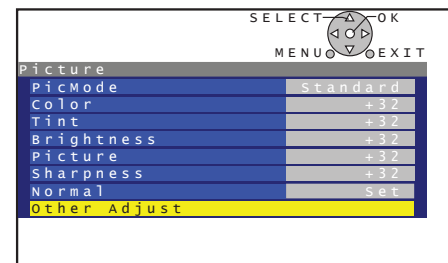 SELECT OK
MENU EXIT
Picture
PicMode Standard
Color +32
Tint +32
Brightness +32
Picture +32
Sharpness +32
Normal Set
Other Adjust